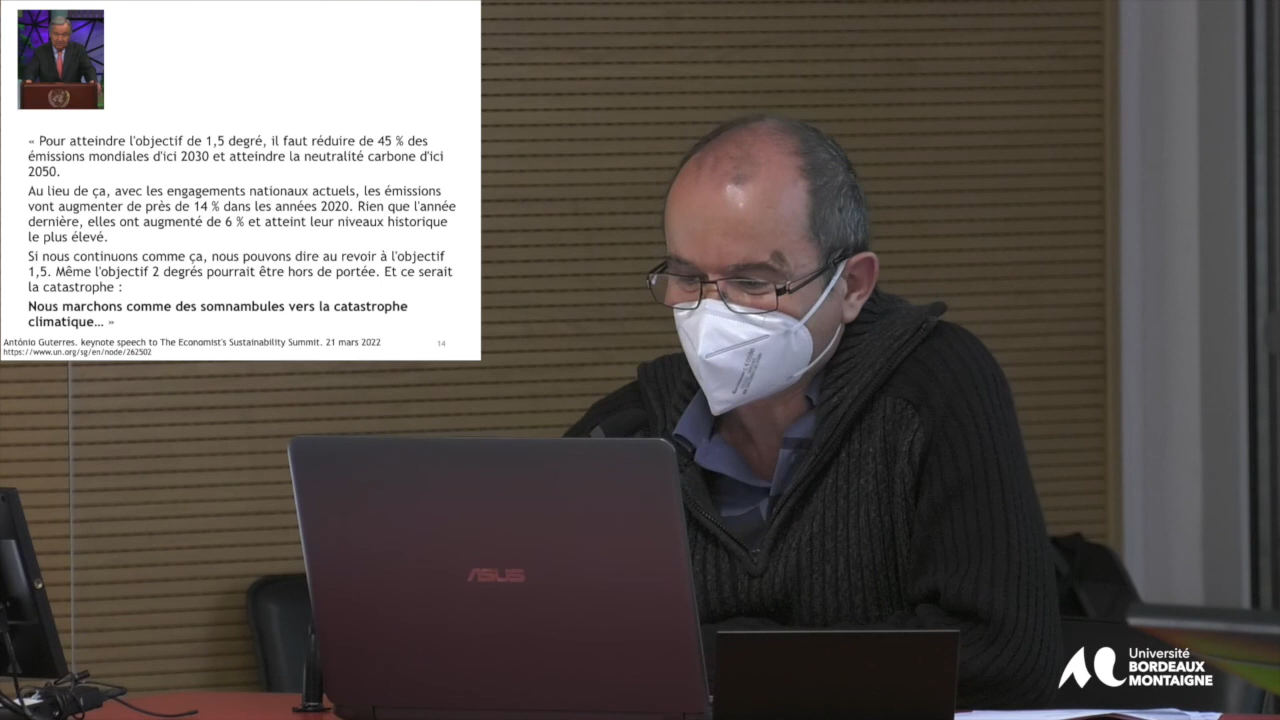 « Pour atteindre l'objectif de 1,5 degré, il faut réduire de 45 % des
émissions mondiales d'ici 2030 et atteindre la neutralité carbone d'ici
2050.
Au lieu de ça, avec les engagements nationaux actuels, les émissions
vont augmenter de près de 14 % dans les années 2020. Rien que l'année
dernière, elles ont augmenté de 6 % et atteint leur niveaux historique
le plus élevé.
Si nous continuons comme ça, nous pouvons dire au revoir à l'objectif
1,5. Même l'objectif 2 degrés pourrait être hors de portée. Et ce serait
la catastrophe :
Nous marchons comme des somnambules vers la catastrophe
climatique… »
António Guterres. keynote speech to The Economist's Sustainability Summit. 21 mars 2022
14
https://www.un.org/sg/en/node/262502
ASUS
Université
BORDEAUX
MONTAIGNE